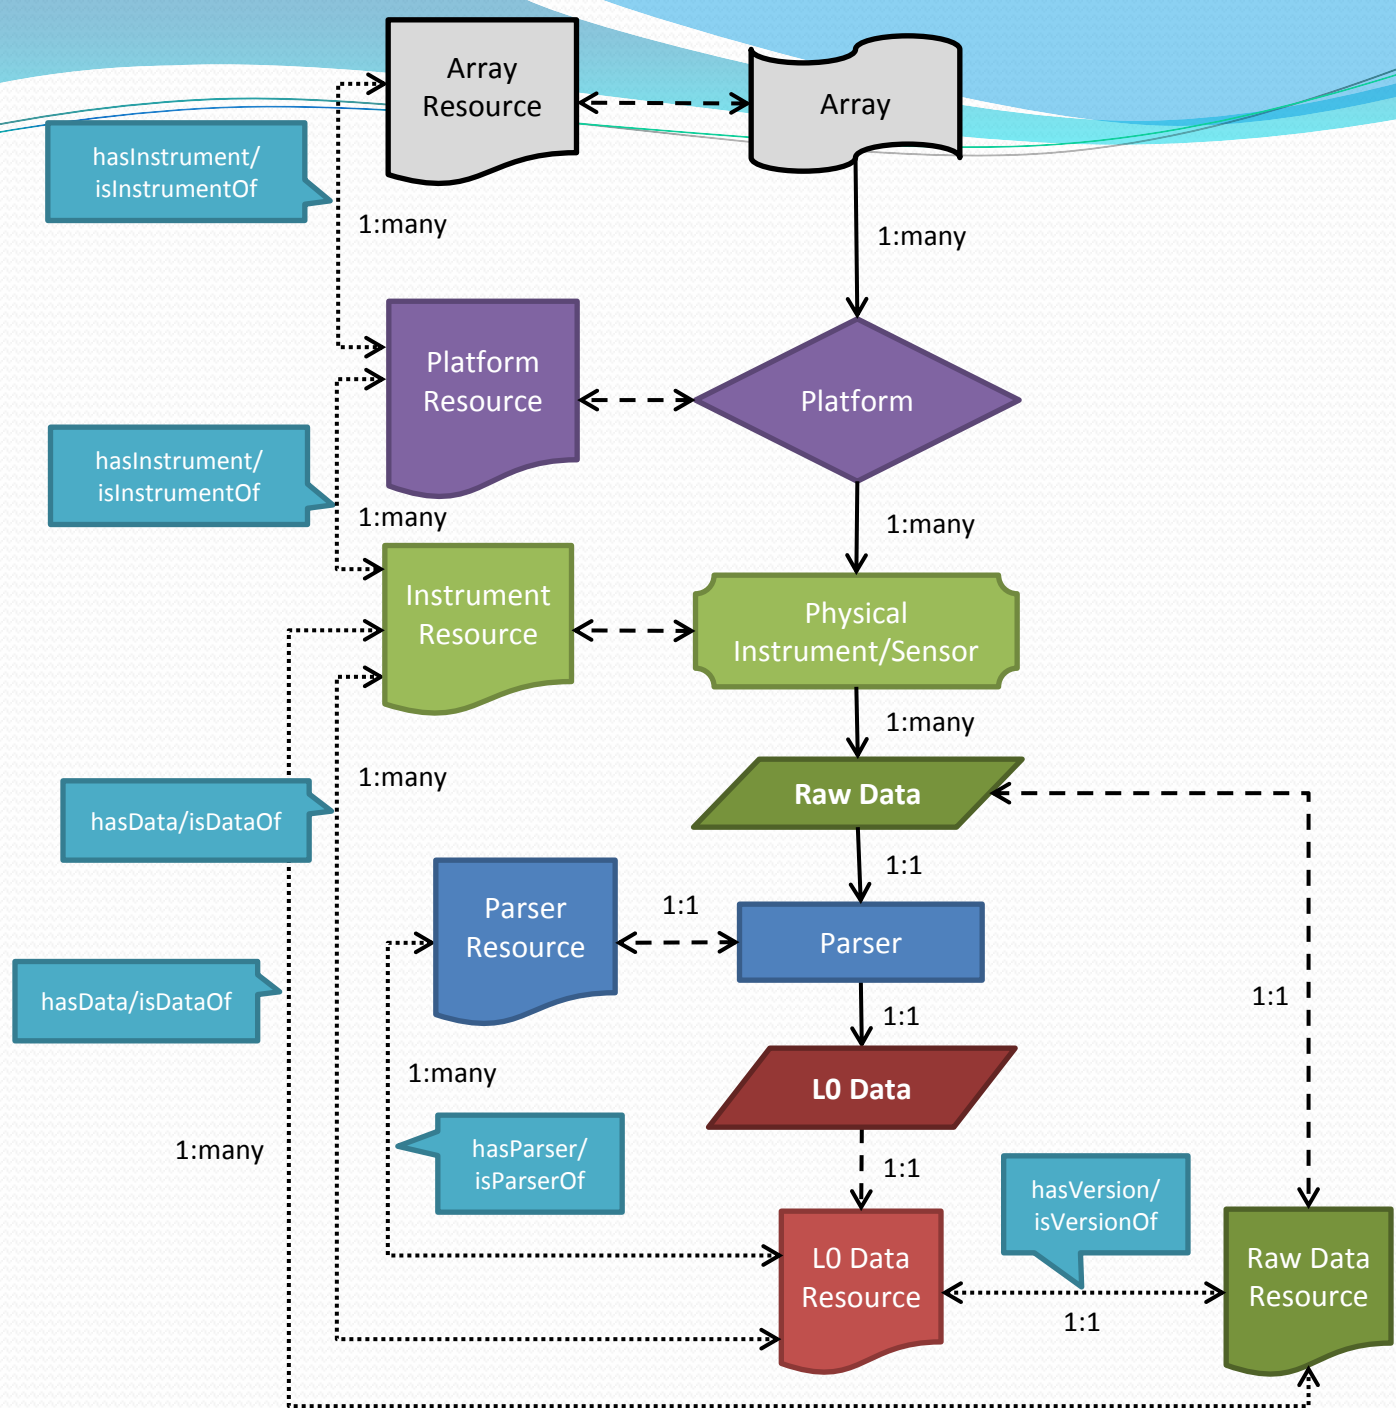 Array
Resource
Array
hasInstrument/
isInstrumentOf
1:many
1:many
Platform
Resource
Platform
hasInstrument/
isInstrumentOf
1:many
1:many
Instrument
Resource
Physical
Instrument/Sensor
1:many
1:many
hasData/isDataOf
Raw Data
1:1
Parser
Resource
1:1
Parser
hasData/isDataOf
1:1
1:1
1:many
L0 Data
1:many
hasParser/
isParserOf
1:1
hasVersion/
isVersionOf
L0 Data
Resource
Raw Data
Resource
1:1